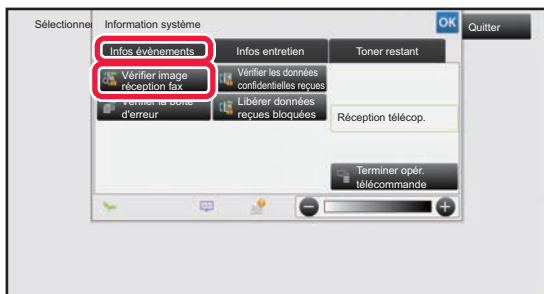 Sélectionne
Information système
OK
Quitter
Infos évènements
Infos entretien
Toner restant
Vérifier image
réception fax
Vérifier les données
confidentielles reçues
Vérifier la boîte
d'erreur
Libérer données
reçues bloquées
Réception télécop.
Terminer opér.
télécommande